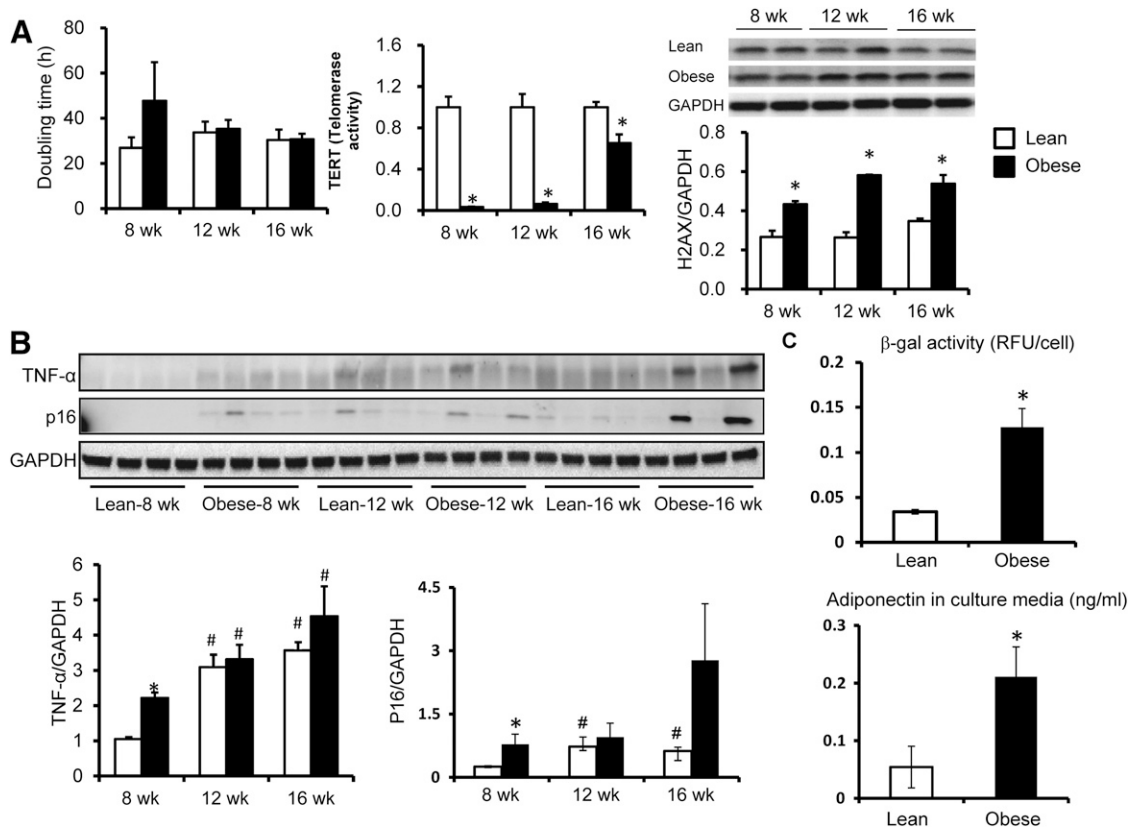 A
Doubling time (h)
80
60
40
20
0
8 wk 12 wk 16 wk
TERT (Telomerase
activity)
1.6
1.2
0.8
0.4
0.0
* * *
8 wk 12 wk 16 wk
8 wk 12 wk 16 wk
Lean
Obese
GAPDH
H2AX/GAPDH
0.8
0.6
0.4
0.2
0.0
* * *
8 wk 12 wk 16 wk
Lean
Obese
B
TNF-α
p16
GAPDH
Lean-8 wk Obese-8 wk Lean-12 wk Obese-12 wk Lean-16 wk Obese-16 wk
TNF-α/GAPDH
6
5
4
3
2
1
0
* # # # #
8 wk 12 wk 16 wk
P16/GAPDH
4.5
3
1.5
0
* # #
8 wk 12 wk 16 wk
C
β-gal activity (RFU/cell)
0.2
0.15
0.1
0.05
0
*
Lean Obese
Adiponectin in culture media (ng/ml)
0.3
0.2
0.1
0.0
*
Lean Obese